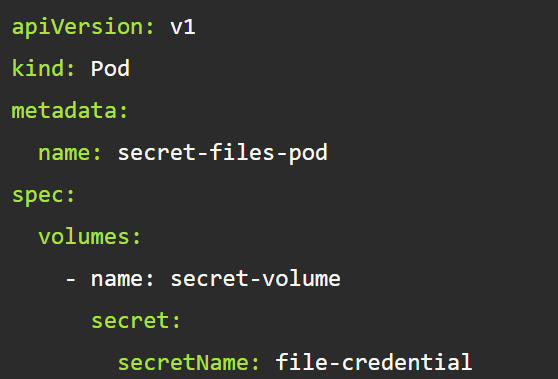 apiVersion: v1
kind: Pod
metadata:
  name: secret-files-pod
spec:
  volumes:
    - name: secret-volume
      secret:
        secretName: file-credential